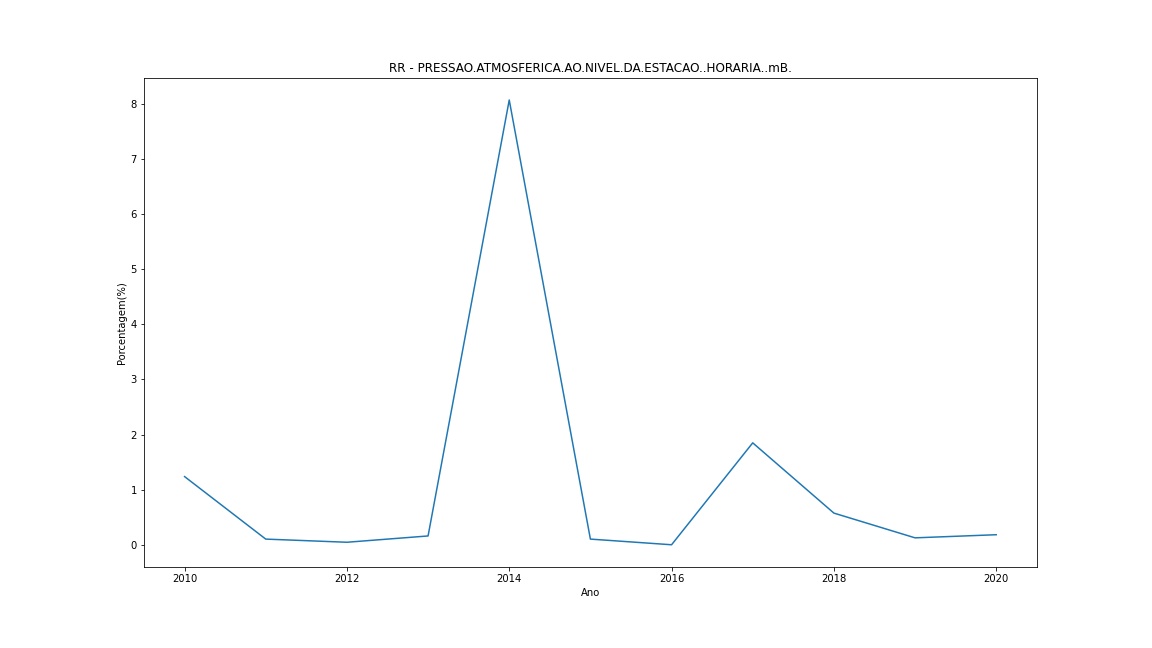 RR - PRESSAO.ATMOSFERICA.AO.NIVEL.DA.ESTACAO..HORARIA..mB.
8
7
6
5
4
3
2
1
0
Porcentagem(%)
2010 2012 2014 2016 2018 2020
Ano